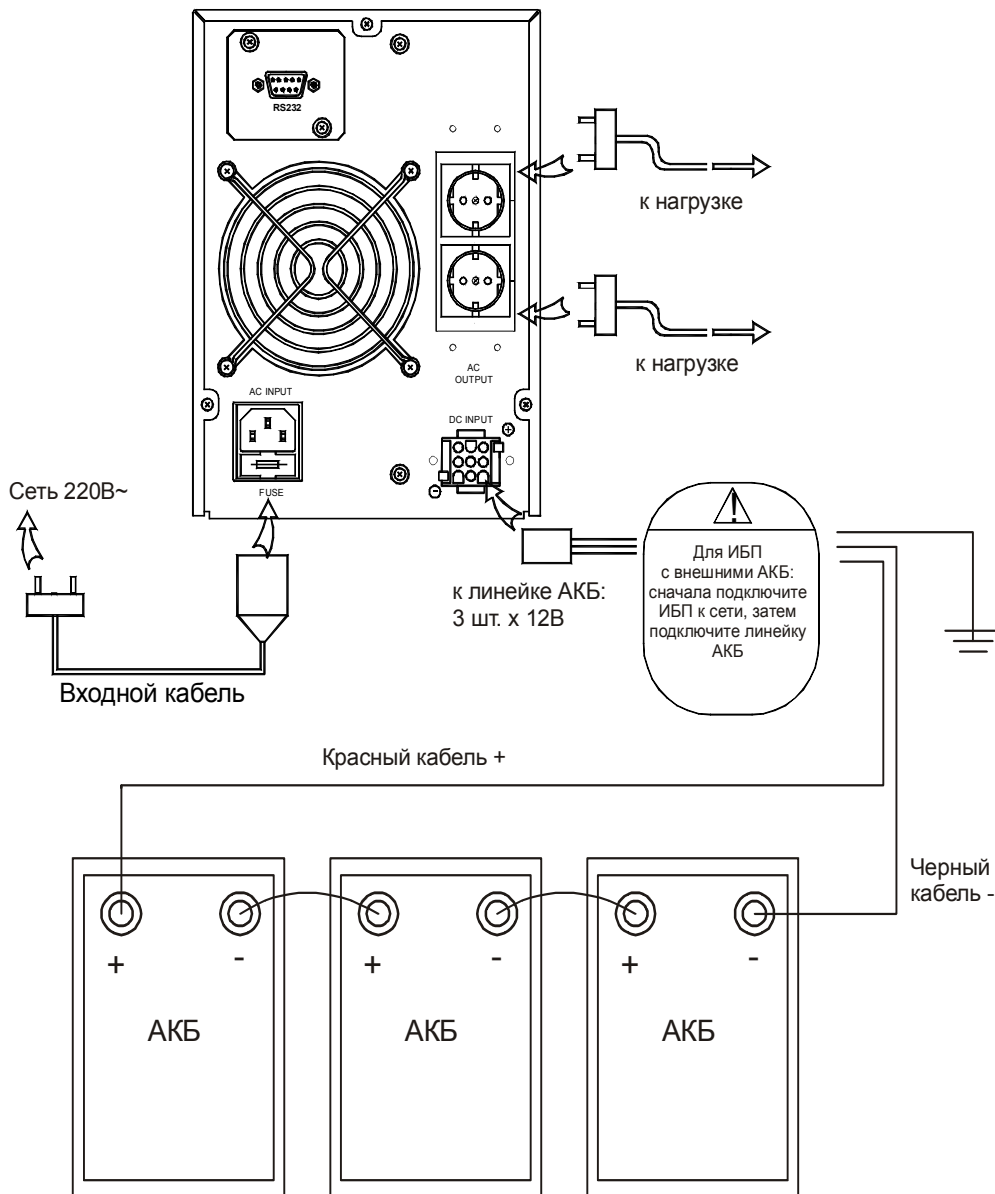 RS232
к нагрузке
к нагрузке
AC
OUTPUT
AC INPUT
DC INPUT
+
-
FUSE
Сеть 220В~
Для ИБП
с внешними АКБ:
сначала подключите
ИБП к сети, затем
подключите линейку
АКБ
к линейке АКБ:
3 шт. х 12В
Входной кабель
Красный кабель +
Черный
кабель -
+ -
+ -
+ -
АКБ
АКБ
АКБ